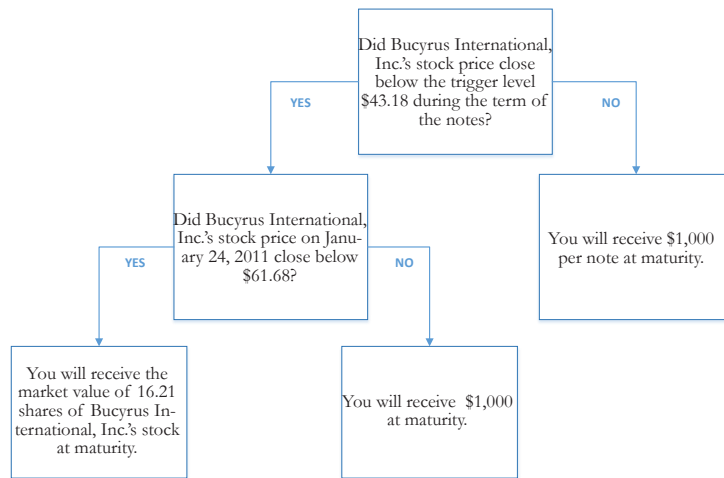 Did Bucyrus International,
Inc.'s stock price close
below the trigger level
$43.18 during the term of
the notes?
YES
NO
Did Bucyrus International,
Inc.'s stock price on Janu-
ary 24, 2011 close below
$61.68?
You will receive $1,000
per note at maturity.
YES
NO
You will receive the
market value of 16.21
shares of Bucyrus In-
ternational, Inc.'s stock
at maturity.
You will receive $1,000
at maturity.